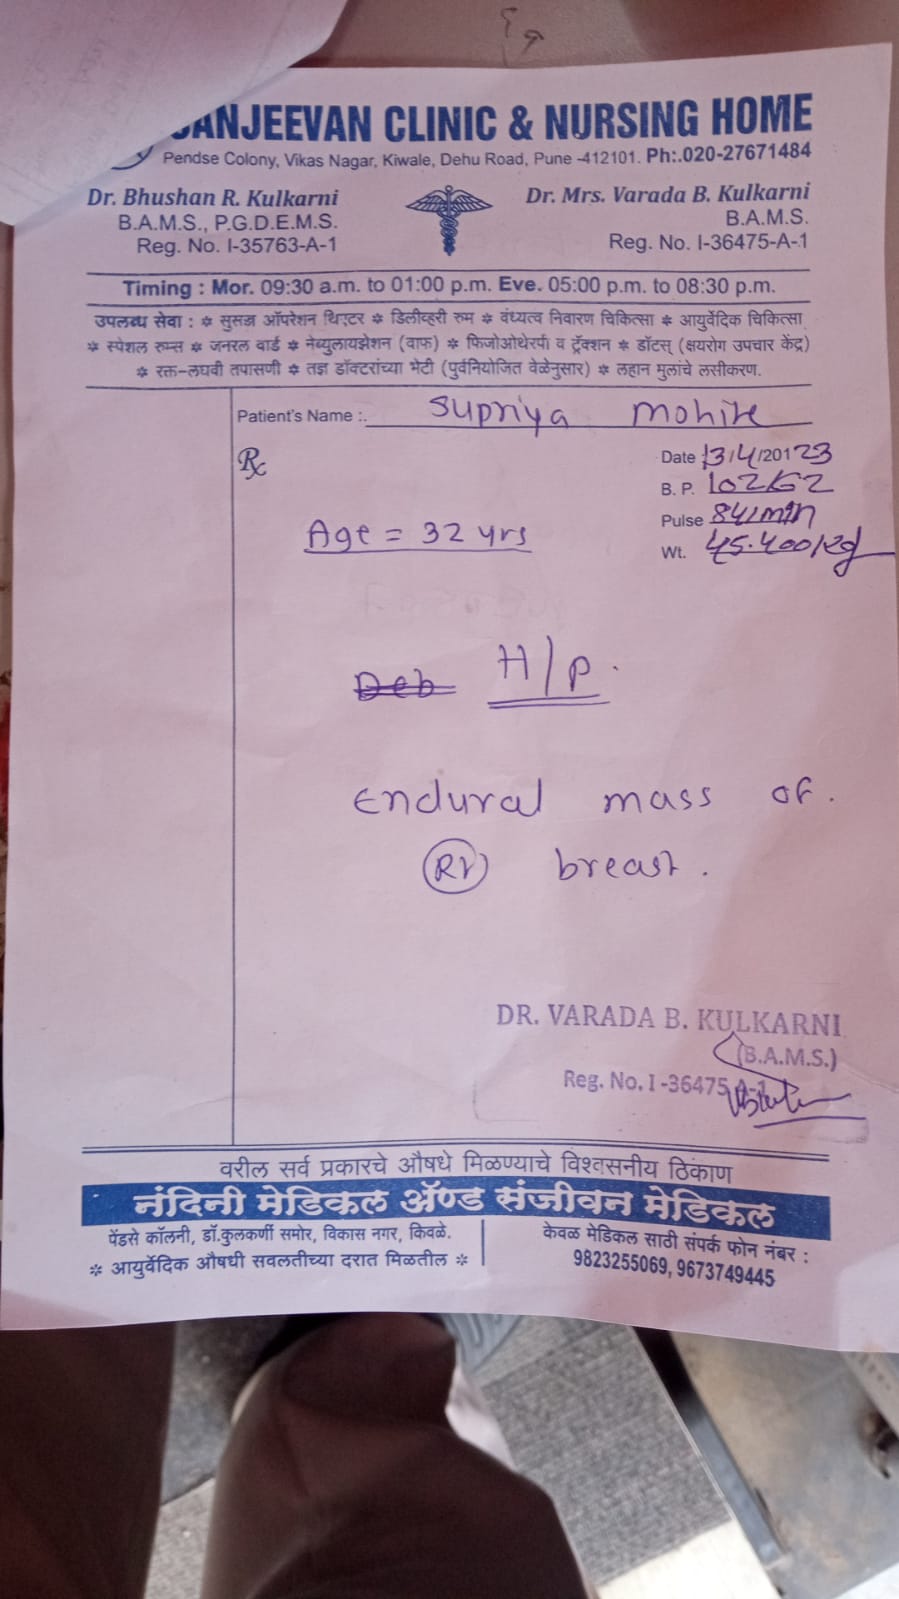 ANJEEVAN CLINIC & NURSING HOME
Pendse Colony, Vikas Nagar, Kiwale, Dehu Road, Pune -412101. Ph:.020-27671484
Dr. Bhushan R. Kulkarni
B.A.M.S., P.G.D.E.M.S.
Reg. No. I-35763-A-1
Dr. Mrs. Varada B. Kulkarni
B.A.M.S.
Reg. No. I-36475-A-1
Timing : Mor. 09:30 a.m. to 01:00 p.m. Eve. 05:00 p.m. to 08:30 p.m.
उपलब्ध सेवा : * सुसज्ज ऑपरेशन थिएटर * डिलीव्हरी रुम * वंध्यत्व निवारण चिकित्सा * आयुर्वेदिक चिकित्सा
* स्पेशल रुम्स * जनरल वार्ड * नेब्युलायझेशन (वाफ) * फिजोओथेरपी व ट्रॅक्शन * डॉटस् (क्षयरोग उपचार केंद्र)
* रक्त-लघवी तपासणी * तज्ञ डॉक्टरांच्या भेटी (पुर्वनियोजित वेळेनुसार) * लहान मुलांचे लसीकरण.
Patient's Name :. Supriya Mohite
Rx
Date 13/4/20123
B. P. 102/62
Pulse 84/min
Wt. 45.400/kg
Age = 32 yrs
H/P.
Endural mass of.
Rt breast.
DR. VARADA B. KULKARNI
(B.A.M.S.)
Reg. No. I -36475 A-1
वरील सर्व प्रकारचे औषधे मिळण्याचे विश्वसनीय ठिकाण
नंदिनी मेडिकल ॲण्ड संजीवन मेडिकल
पेंडसे कॉलनी, डॉ.कुलकर्णी समोर, विकास नगर, किवळे.
* आयुर्वेदिक औषधी सवलतीच्या दरात मिळतील *
केवळ मेडिकल साठी संपर्क फोन नंबर :
9823255069, 9673749445